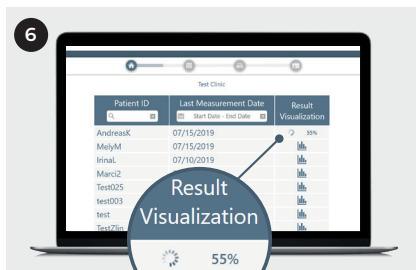 6
Test Clinic
Patient ID Last Measurement Date Result Visualization
Start Date - End Date
AndreasK 07/15/2019 55%
MelyM 07/15/2019
IrinaL 07/10/2019
Marci2
Test025
test003
test
TestZlin
Result
Visualization
55%